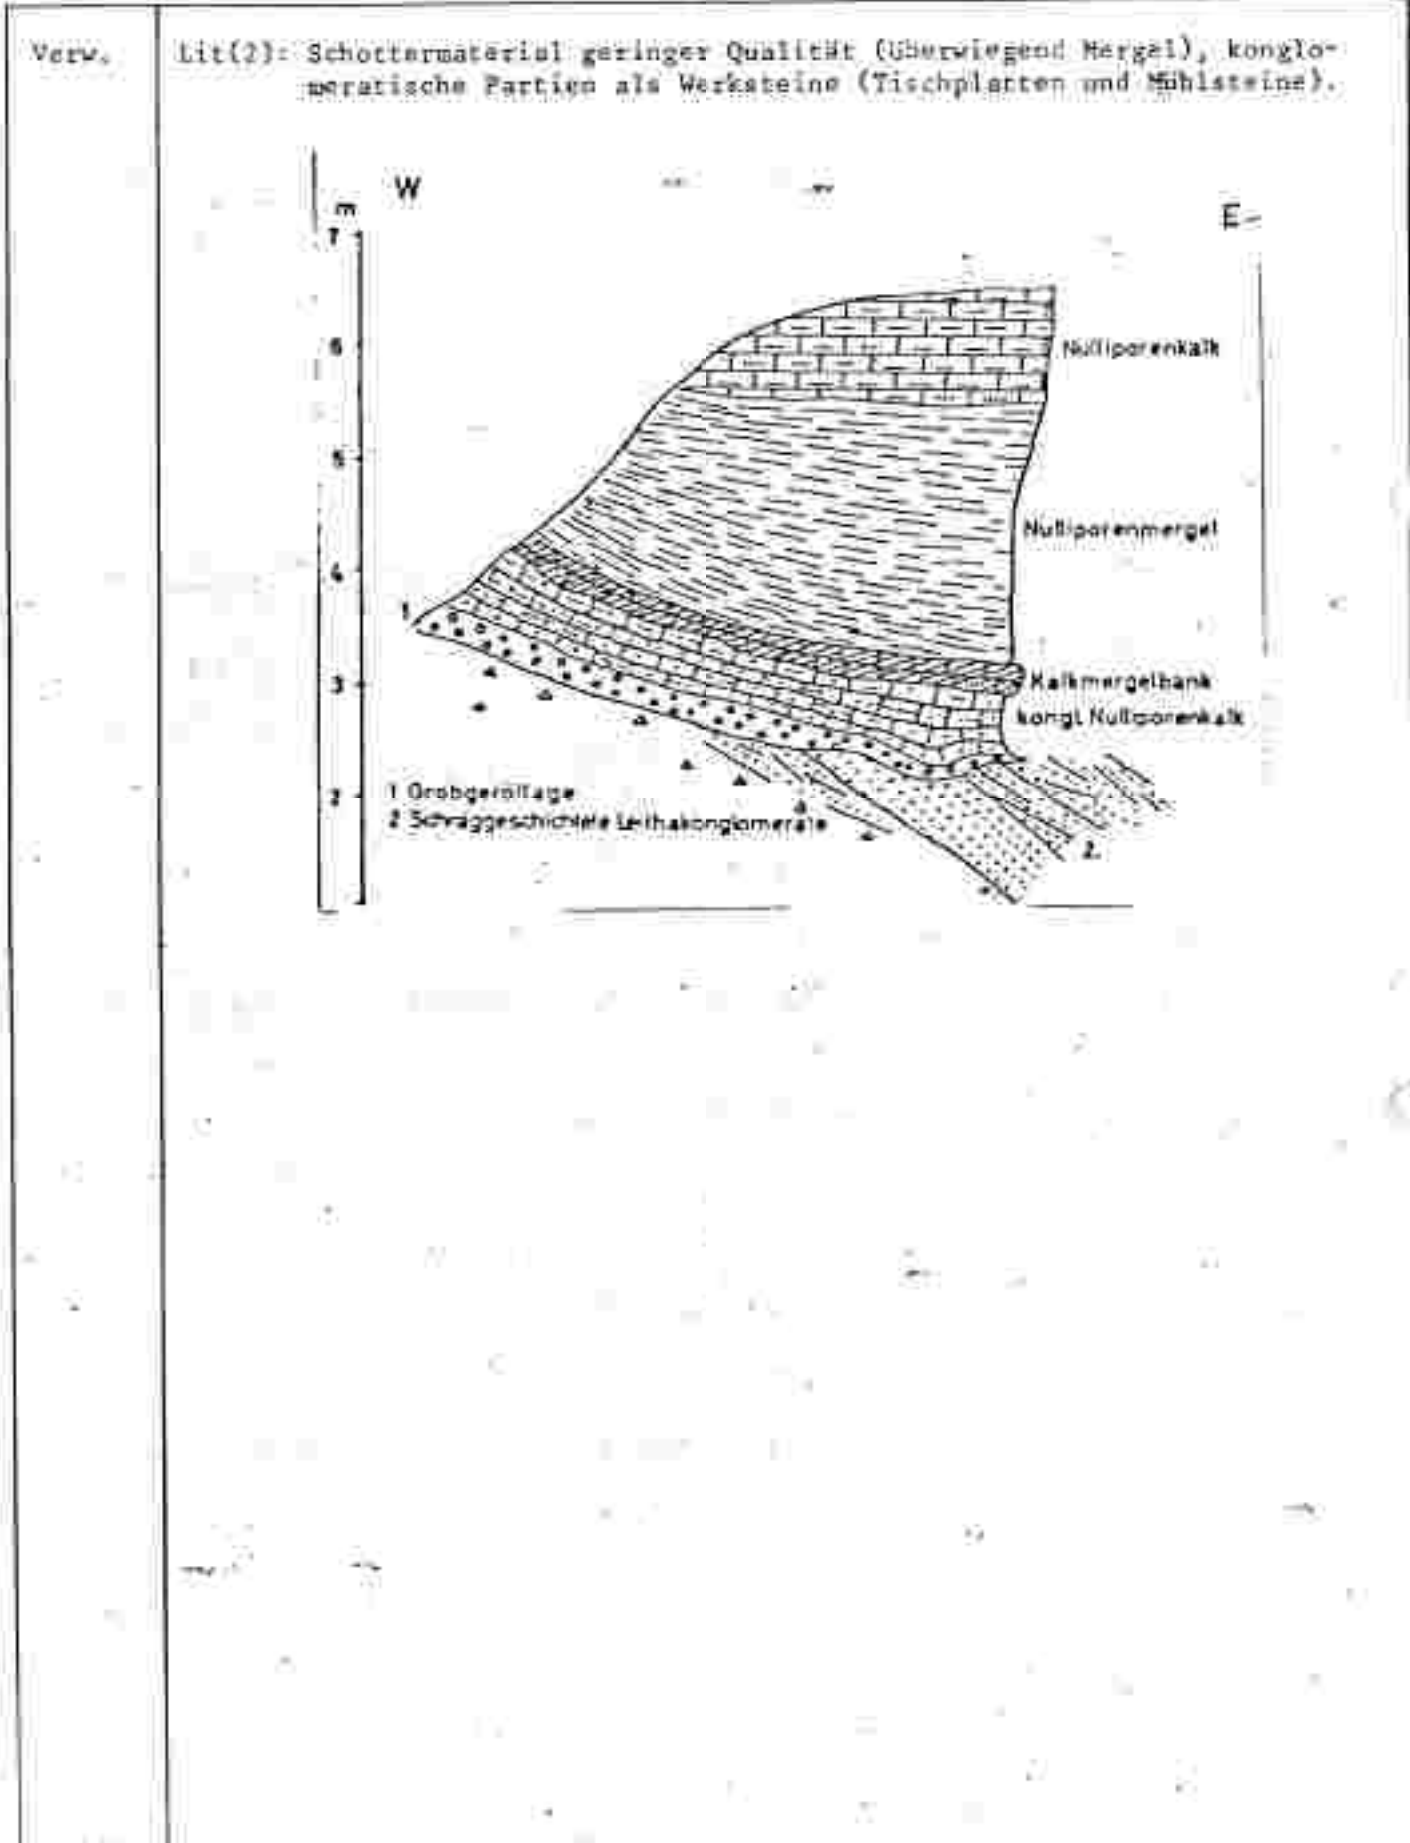 Verw.
Lit(2): Schottermaterial geringer Qualität (überwiegend Mergel), konglo-
meratische Partien als Werksteine (Tischplatten und Mühlsteine).
W
E
m
7
6
5
4
3
2
Nulliporenkalk
Nulliporenmergel
1
Kalkmergelbank
kongl. Nulliporenkalk
1 Grobgeröllage
2 Schräggeschichtete Leithakonglomerate
2.